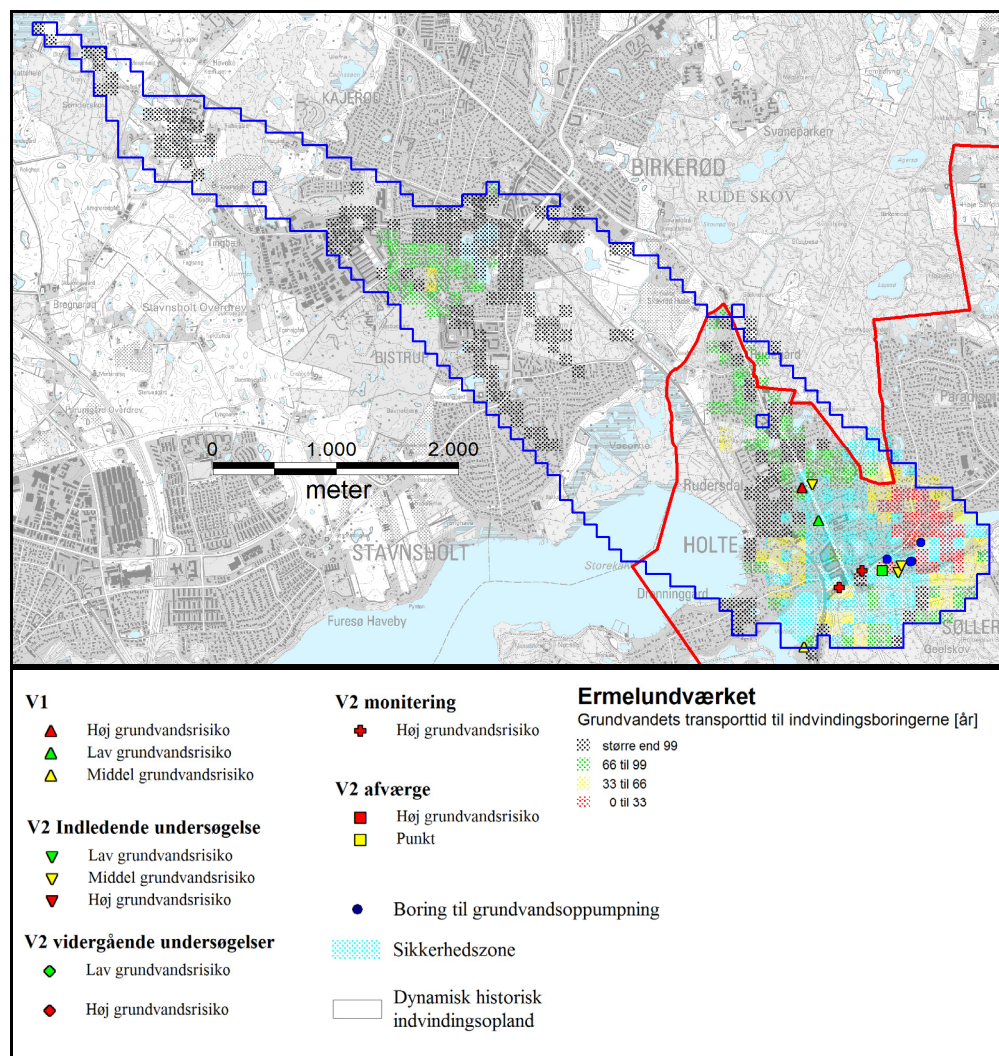 KAJERØD
BIRKERØD
Svaneparken
RUDE SKOV
Tingbæk
Stavnsholt Overdrev
BISTRUP
0 1.000 2.000
meter
Rudersdal
STAVNSHOLT
HOLTE
Dronninggård
Furesø Haveby
SØLLER
Geelskov
V1
Høj grundvandsrisiko
Lav grundvandsrisiko
Middel grundvandsrisiko
V2 Indledende undersøgelse
Lav grundvandsrisiko
Middel grundvandsrisiko
Høj grundvandsrisiko
V2 vidergående undersøgelser
Lav grundvandsrisiko
Høj grundvandsrisiko
V2 monitering
Høj grundvandsrisiko
V2 afværge
Høj grundvandsrisiko
Punkt
Boring til grundvandsoppumpning
Sikkerhedszone
Dynamisk historisk
indvindingsopland
Ermelundværket
Grundvandets transporttid til indvindingsboringerne [år]
større end 99
66 til 99
33 til 66
0 til 33